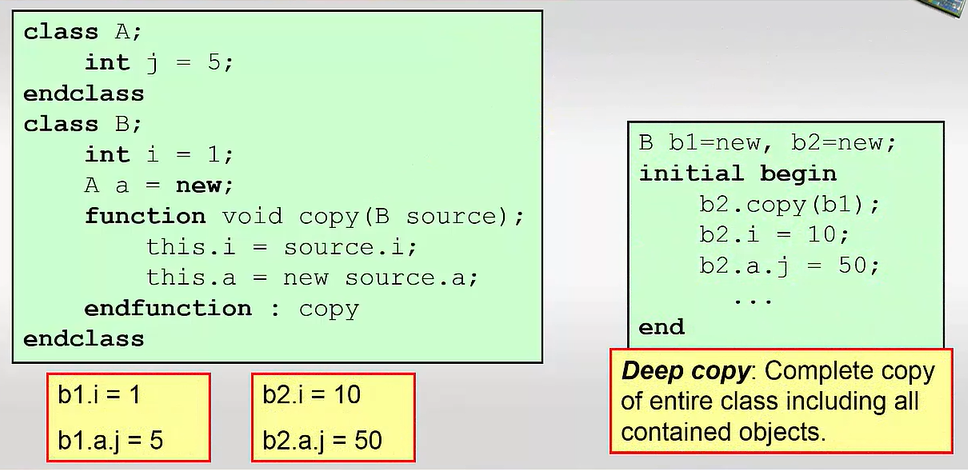 class A;
    int j = 5;
endclass
class B;
    int i = 1;
    A a = new;
    function void copy(B source);
        this.i = source.i;
        this.a = new source.a;
    endfunction : copy
endclass
B b1=new, b2=new;
initial begin
    b2.copy(b1);
    b2.i = 10;
    b2.a.j = 50;
      ...
end
b1.i = 1
b1.a.j = 5
b2.i = 10
b2.a.j = 50
Deep copy: Complete copy
of entire class including all
contained objects.